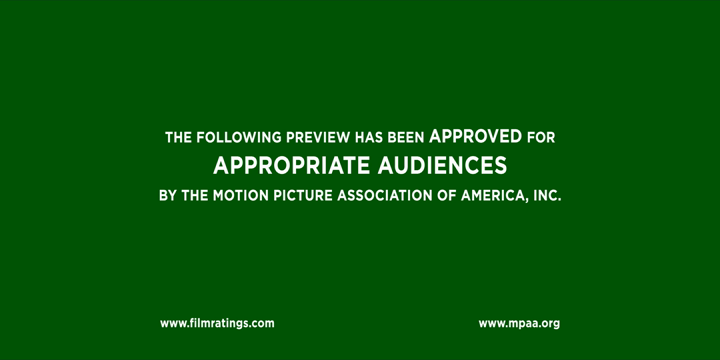 THE FOLLOWING PREVIEW HAS BEEN APPROVED FOR
APPROPRIATE AUDIENCES
BY THE MOTION PICTURE ASSOCIATION OF AMERICA, INC.
www.filmratings.com www.mpaa.org